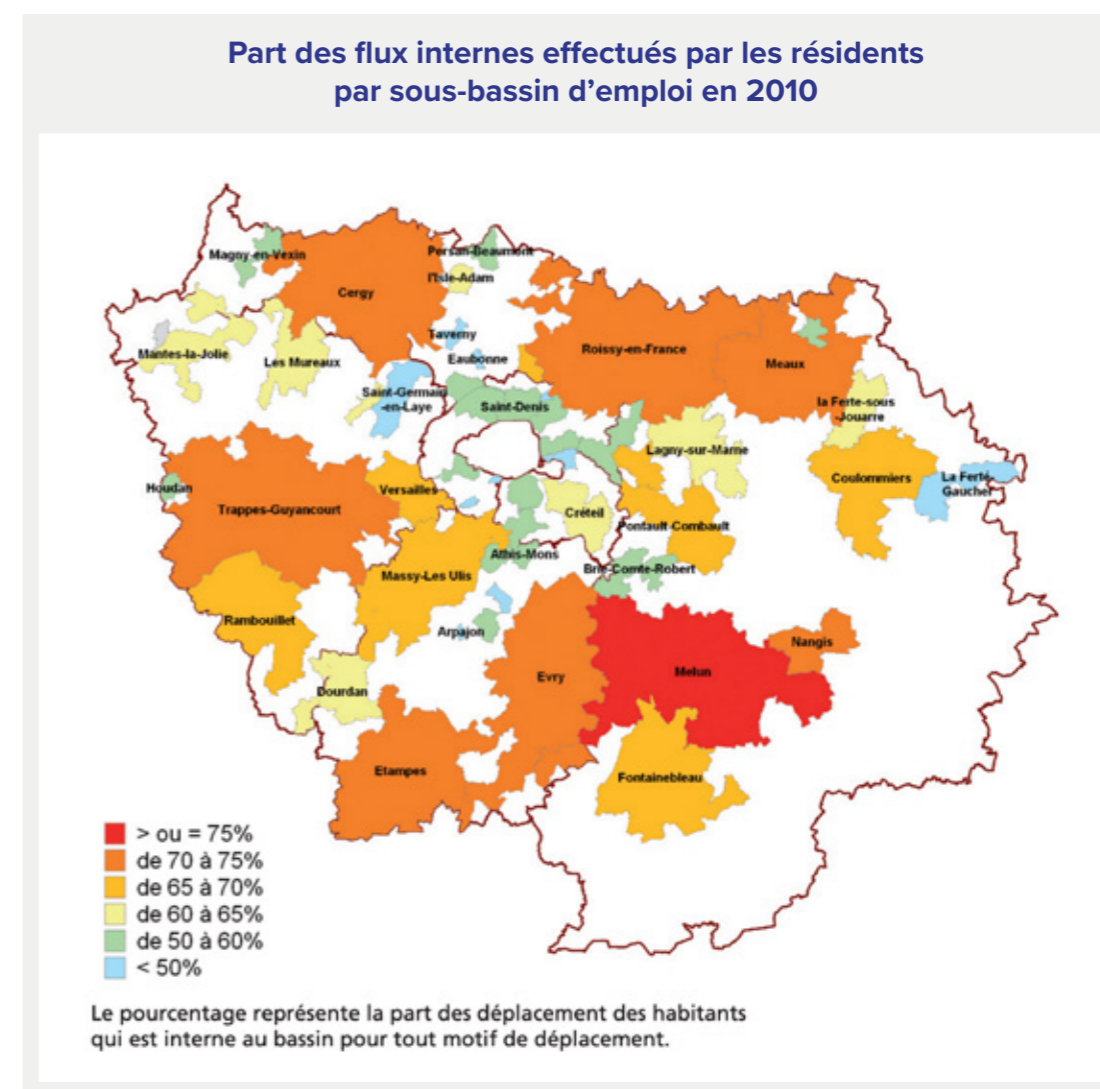 Part des flux internes effectués par les résidents
par sous-bassin d'emploi en 2010
Magny-en-Vexin
Persan-Beaumont
l'Isle-Adam
Cergy
Taverny
Mantes-la-Jolie
Les Mureaux
Eaubonne
Roissy-en-France
Meaux
Saint-Germain
-en-Laye
Saint-Denis
la Ferte-sous
-Jouarre
Lagny-sur-Marne
Houdan
Versailles
Coulommiers
La Ferté-
Gaucher
Trappes-Guyancourt
Créteil
Pontault-Combault
Athis-Mons
Brie-Comte-Robert
Massy-Les Ulis
Rambouillet
Arpajon
Nangis
Evry
Melun
Dourdan
Etampes
Fontainebleau
> ou = 75%
de 70 à 75%
de 65 à 70%
de 60 à 65%
de 50 à 60%
< 50%
Le pourcentage représente la part des déplacement des habitants
qui est interne au bassin pour tout motif de déplacement.